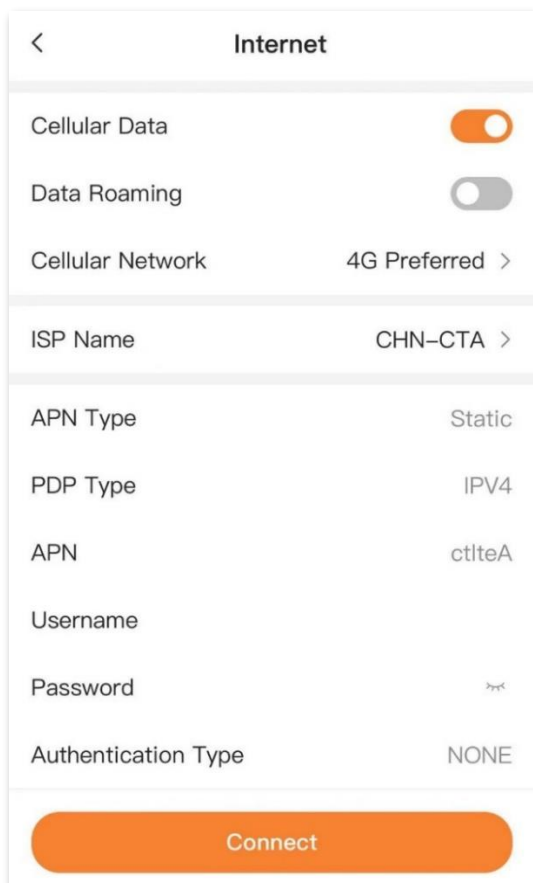 Internet
Cellular Data
Data Roaming
Cellular Network 4G Preferred
ISP Name CHN-CTA
APN Type Static
PDP Type IPV4
APN ctlteA
Username
Password
Authentication Type NONE
Connect